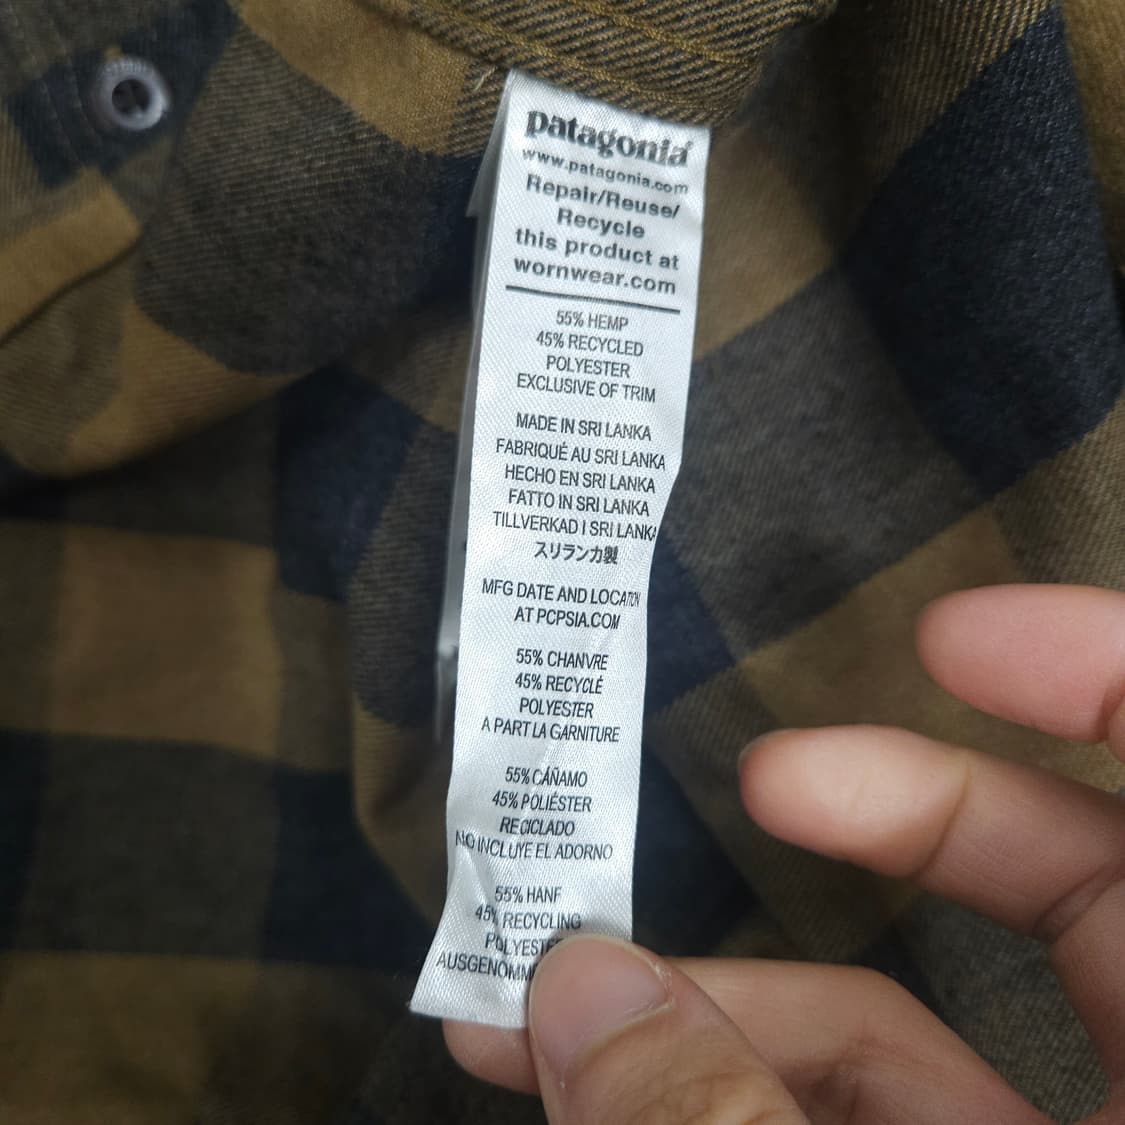 patagonia®
www.patagonia.com
Repair/Reuse/
Recycle
this product at
wornwear.com
55% HEMP
45% RECYCLED
POLYESTER
EXCLUSIVE OF TRIM
MADE IN SRI LANKA
FABRIQUÉ AU SRI LANKA
HECHO EN SRI LANKA
FATTO IN SRI LANKA
TILLVERKAD I SRI LANKA
スリランカ製
MFG DATE AND LOCATION
AT PCPSIA.COM
55% CHANVRE
45% RECYCLÉ
POLYESTER
A PART LA GARNITURE
55% CÁÑAMO
45% POLIÉSTER
RECICLADO
NO INCLUYE EL ADORNO
55% HANF
45% RECYCLING